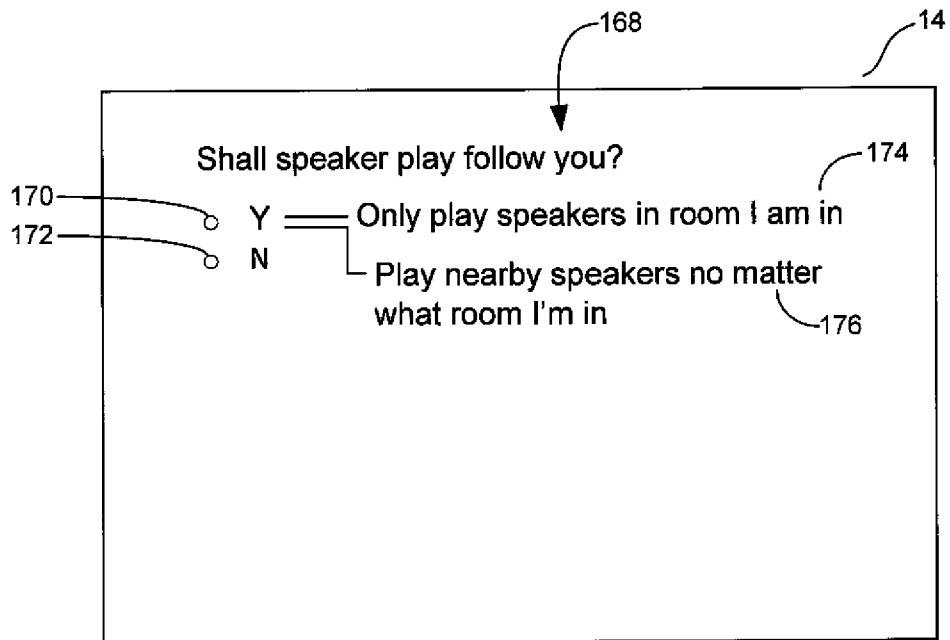 168
14
Shall speaker play follow you?
174
170
Y Only play speakers in room I am in
172
N
Play nearby speakers no matter
what room I'm in
176